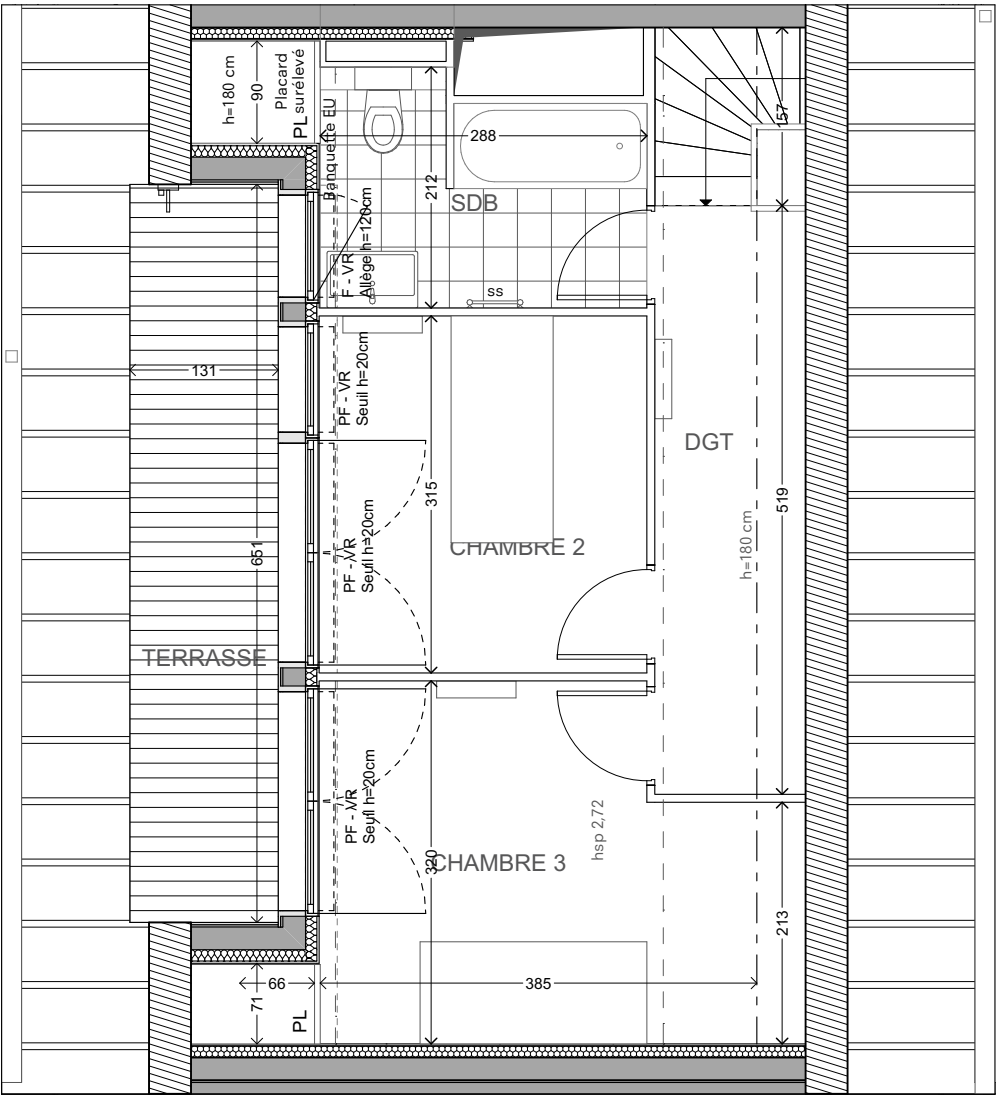 h=180 cm
90
Placard
surélevé
PL
Banquette EU
288
157
212
SDB
F - VR
Allège h=120cm
ss
131
PF - VR
Seuil h=20cm
DGT
315
519
h=180 cm
CHAMBRE 2
PF - VR
Seuil h=20cm
651
TERRASSE
PF - VR
Seuil h=20cm
hsp 2,72
320
CHAMBRE 3
213
66
385
71
PL